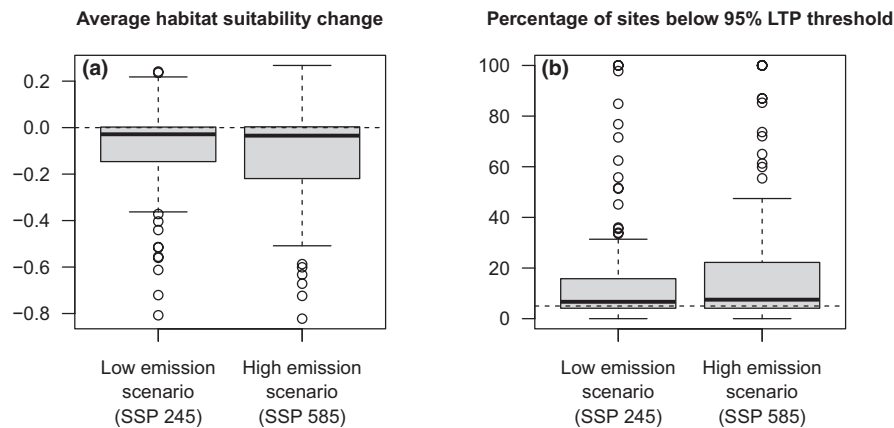 Average habitat suitability change
Percentage of sites below 95% LTP threshold
(a)
0.2
0.0
−0.2
−0.4
−0.6
−0.8
Low emission
scenario
(SSP 245)
High emission
scenario
(SSP 585)
(b)
100
80
60
40
20
0
Low emission
scenario
(SSP 245)
High emission
scenario
(SSP 585)